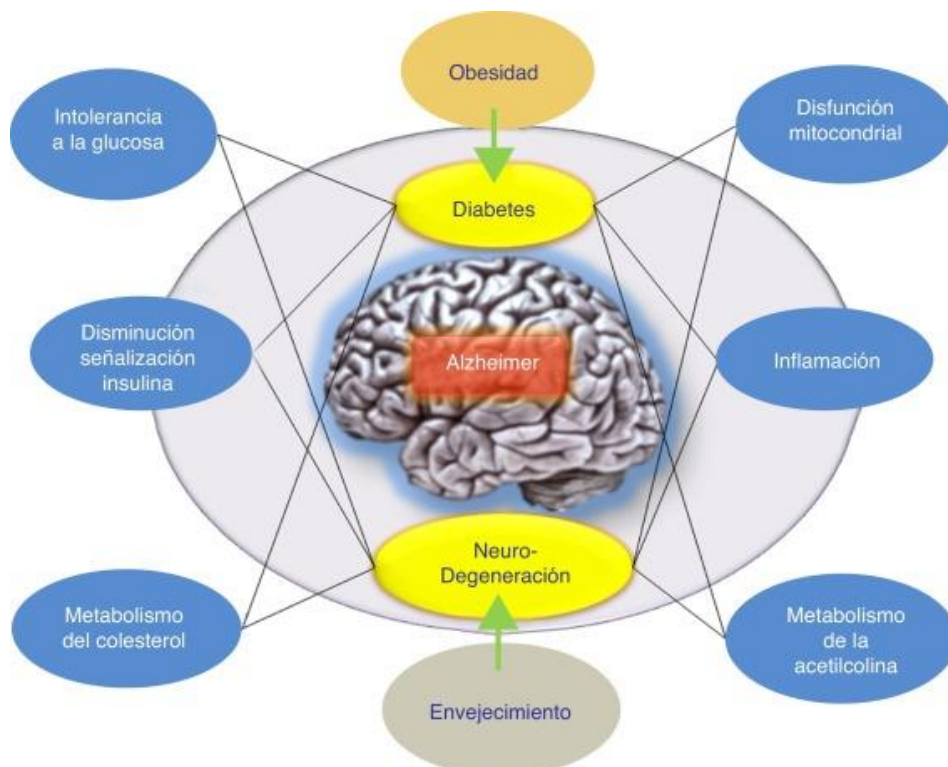 Obesidad
Intolerancia
a la glucosa
Disfunción
mitocondrial
Diabetes
Disminución
señalización
insulina
Alzheimer
Inflamación
Neuro-
Degeneración
Metabolismo
del colesterol
Metabolismo
de la
acetilcolina
Envejecimiento